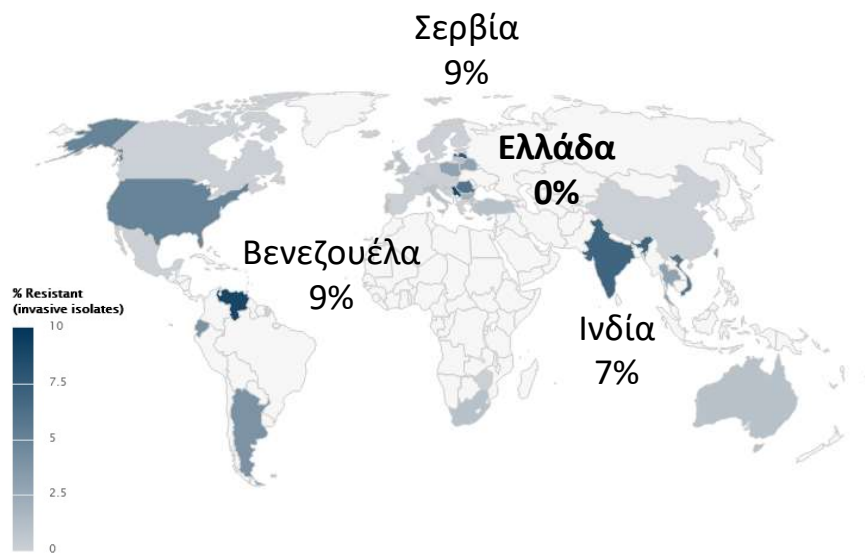 Σερβία
9%
Ελλάδα
0%
Βενεζουέλα
9%
Ινδία
7%
% Resistant
(invasive isolates)
10
7.5
5
2.5
0